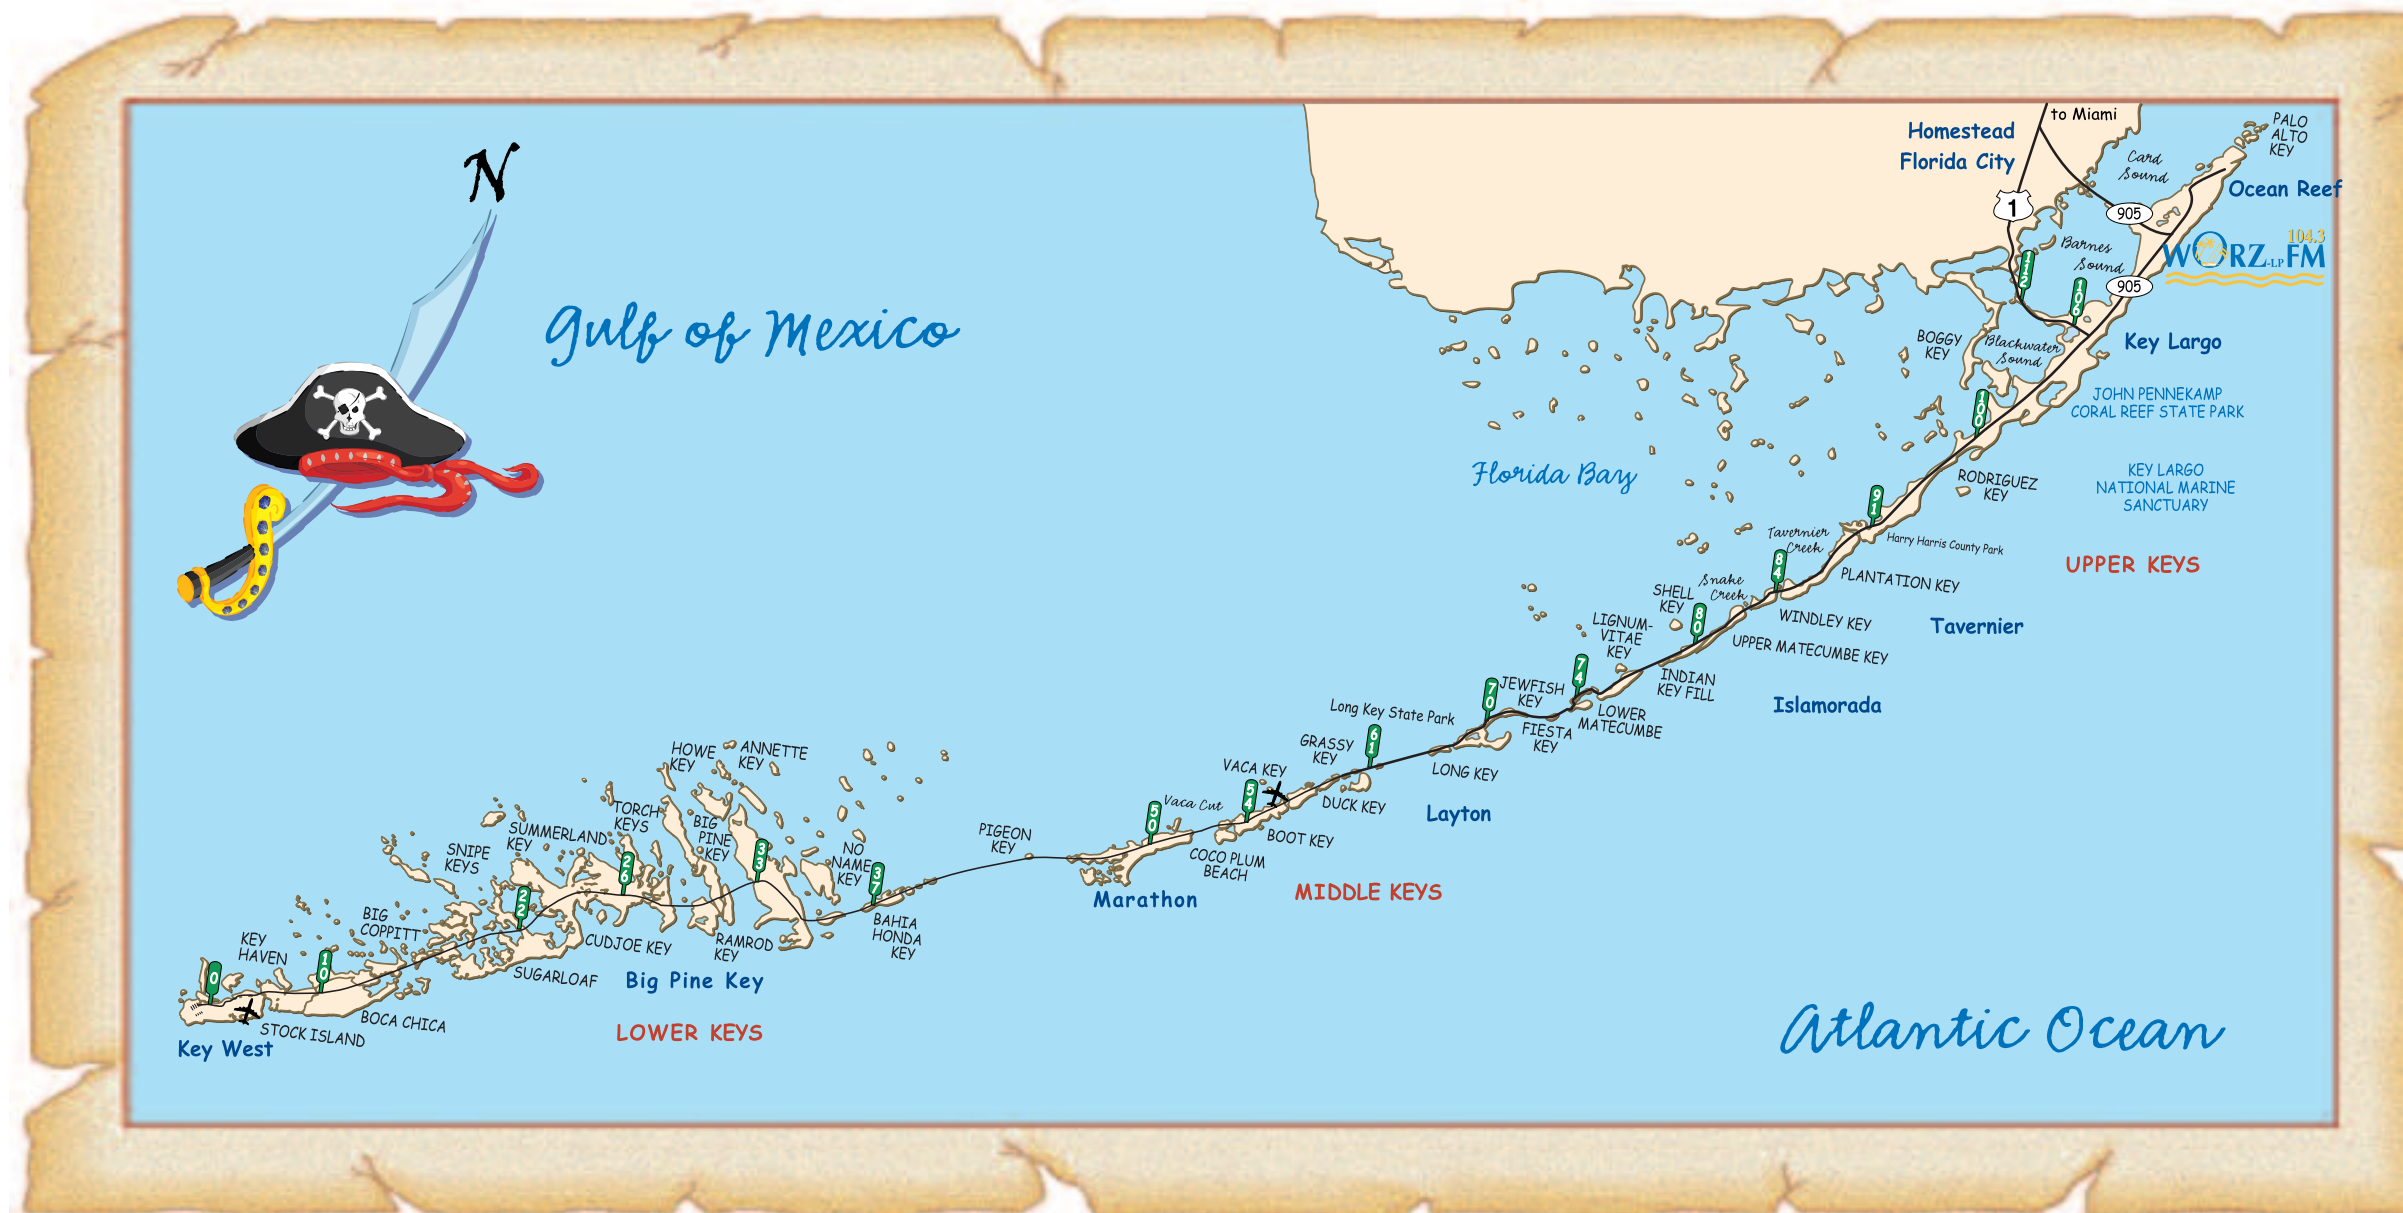 N
Gulf of Mexico
to Miami
Homestead
Florida City
1
Card
Sound
905
PALO
ALTO
KEY
Ocean Reef
104.3
WORZ-LP FM
Barnes
Sound
905
112
106
BOGGY
KEY
Blackwater
Sound
Key Largo
JOHN PENNEKAMP
CORAL REEF STATE PARK
100
Florida Bay
RODRIGUEZ
KEY
KEY LARGO
NATIONAL MARINE
SANCTUARY
91
Tavernier
Creek
Harry Harris County Park
UPPER KEYS
84
PLANTATION KEY
Snake
Creek
SHELL
KEY
80
WINDLEY KEY
Tavernier
LIGNUM-
VITAE
KEY
UPPER MATECUMBE KEY
INDIAN
KEY FILL
Islamorada
74
70
JEWFISH
KEY
LOWER
MATECUMBE
FIESTA
KEY
Long Key State Park
61
GRASSY
KEY
LONG KEY
Layton
VACA KEY
54
DUCK KEY
BOOT KEY
Vaca Cut
50
COCO PLUM
BEACH
MIDDLE KEYS
Marathon
PIGEON
KEY
HOWE
KEY
ANNETTE
KEY
TORCH
KEYS
BIG
PINE
KEY
33
NO
NAME
KEY
37
BAHIA
HONDA
KEY
SUMMERLAND
KEY
26
SNIPE
KEYS
22
CUDJOE KEY
RAMROD
KEY
Big Pine Key
SUGARLOAF
LOWER KEYS
BIG
COPPITT
KEY
HAVEN
10
0
BOCA CHICA
STOCK ISLAND
Key West
Atlantic Ocean